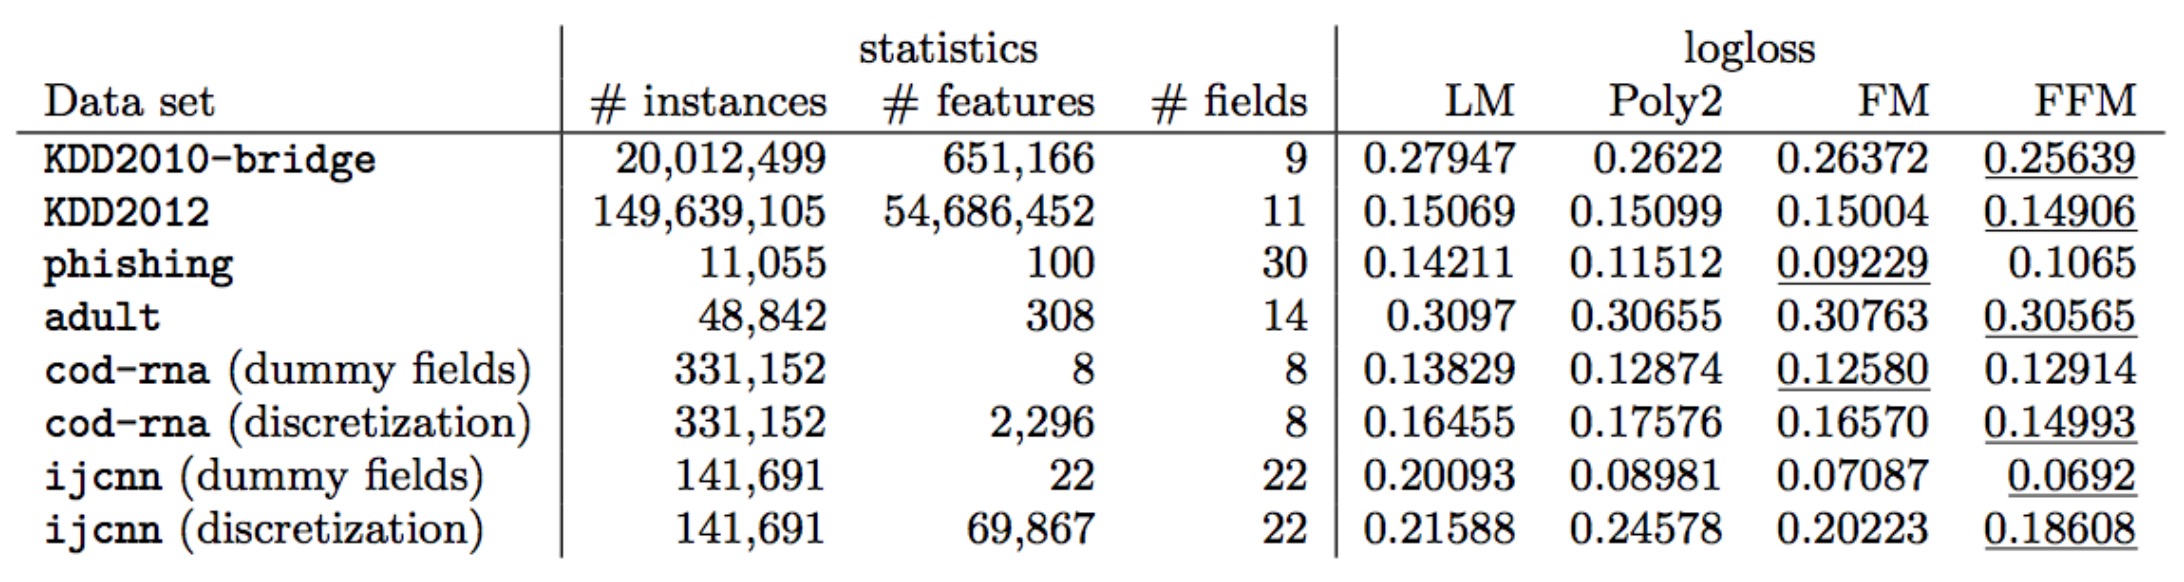 statistics logloss
Data set # instances # features # fields LM Poly2 FM FFM
KDD2010-bridge 20,012,499 651,166 9 0.27947 0.2622 0.26372 0.25639
KDD2012 149,639,105 54,686,452 11 0.15069 0.15099 0.15004 0.14906
phishing 11,055 100 30 0.14211 0.11512 0.09229 0.1065
adult 48,842 308 14 0.3097 0.30655 0.30763 0.30565
cod-rna (dummy fields) 331,152 8 8 0.13829 0.12874 0.12580 0.12914
cod-rna (discretization) 331,152 2,296 8 0.16455 0.17576 0.16570 0.14993
ijcnn (dummy fields) 141,691 22 22 0.20093 0.08981 0.07087 0.0692
ijcnn (discretization) 141,691 69,867 22 0.21588 0.24578 0.20223 0.18608